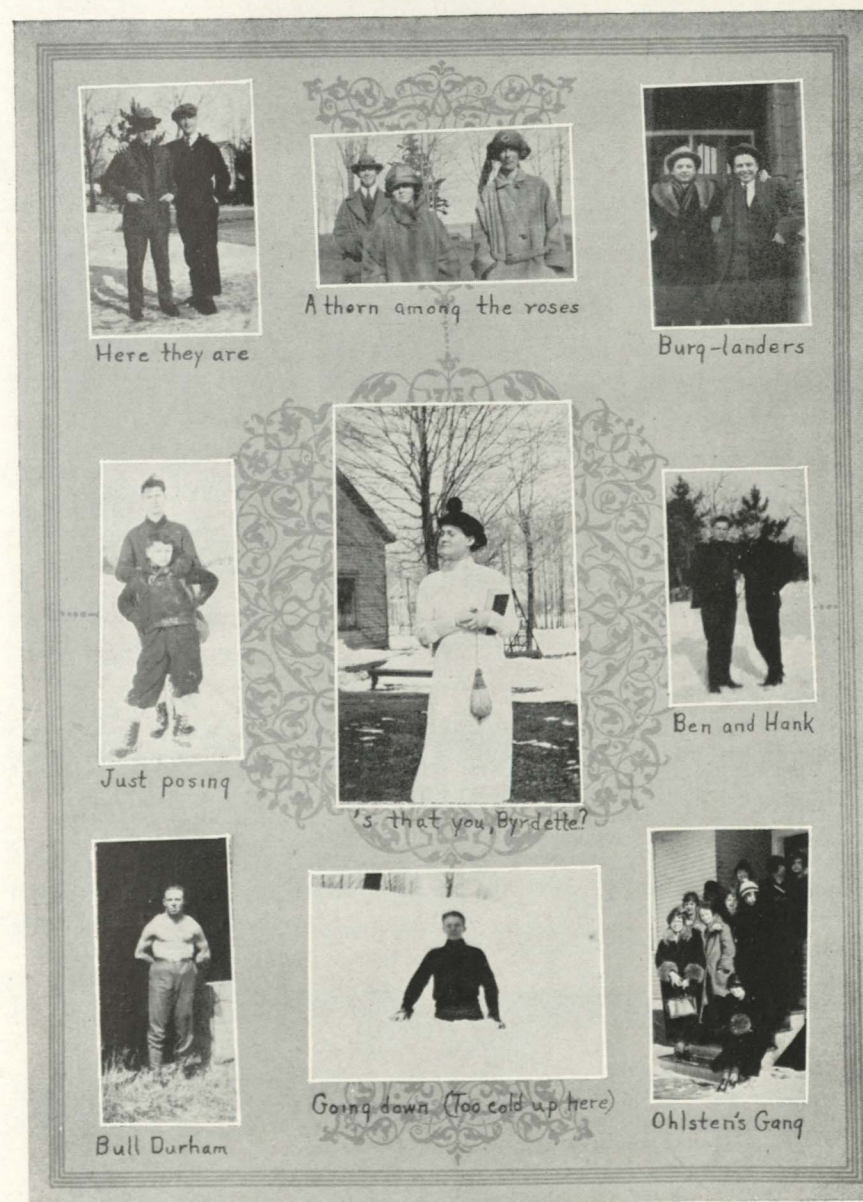 Here they are
A thorn among the roses
Burg-landers
Just posing
's that you, Byrdette?
Ben and Hank
Bull Durham
Going down (Too cold up here)
Ohlsten's Gang